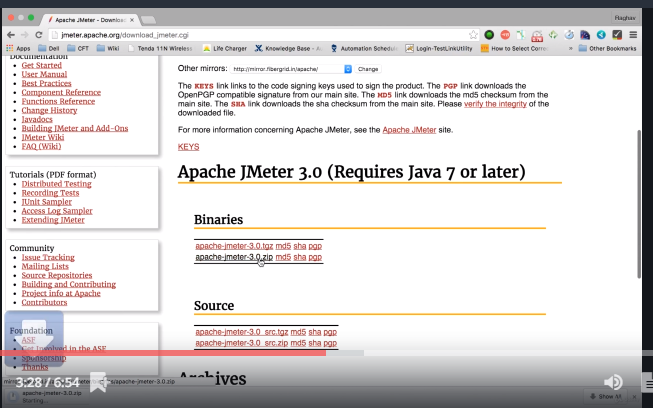 Apache JMeter - Download
Raghav
jmeter.apache.org/download_jmeter.cgi
Apps Dell CFT Wiki Tenda 11N Wireless Life Charger Knowledge Base - A Automation Schedul Login-TestLinkUtility How to Select Corre » Other Bookmarks
Documentation
Get Started
User Manual
Best Practices
Component Reference
Functions Reference
Change History
Javadocs
Building JMeter and Add-Ons
JMeter Wiki
FAQ (Wiki)
Tutorials (PDF format)
Distributed Testing
Recording Tests
JUnit Sampler
Access Log Sampler
Extending JMeter
Community
Issue Tracking
Mailing Lists
Source Repositories
Building and Contributing
Project info at Apache
Contributors
Foundation
ASF
Get Involved in the ASF
Sponsorship
Thanks
Other mirrors: http://mirror.fibergrid.in/apache/ Change
The KEYS link links to the code signing keys used to sign the product. The PGP link downloads the
OpenPGP compatible signature from our main site. The MD5 link downloads the md5 checksum from the
main site. The SHA link downloads the sha checksum from the main site. Please verify the integrity of the
downloaded file.
For more information concerning Apache JMeter, see the Apache JMeter site.
KEYS
Apache JMeter 3.0 (Requires Java 7 or later)
Binaries
apache-jmeter-3.0.tgz md5 sha pgp
apache-jmeter-3.0.zip md5 sha pgp
Source
apache-jmeter-3.0_src.tgz md5 sha pgp
apache-jmeter-3.0_src.zip md5 sha pgp
Archives
3:28 / 6:54
apache-jmeter-3.0.zip
Starting...
Show All